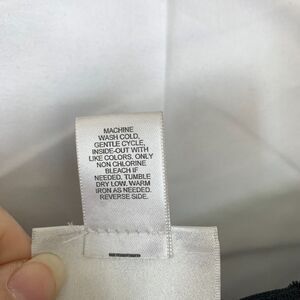 MACHINE
WASH COLD,
GENTLE CYCLE,
INSIDE-OUT WITH
LIKE COLORS. ONLY
NON CHLORINE
BLEACH IF
NEEDED. TUMBLE
DRY LOW. WARM
IRON AS NEEDED.
REVERSE SIDE.